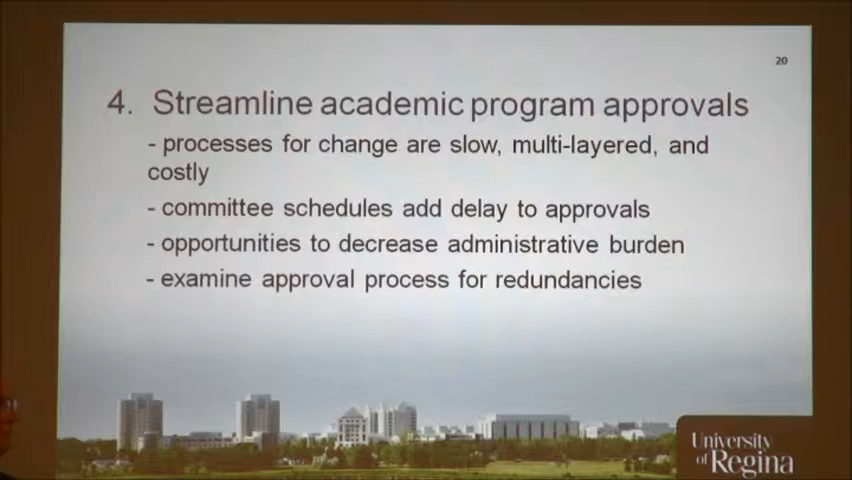 20
4. Streamline academic program approvals
- processes for change are slow, multi-layered, and
costly
- committee schedules add delay to approvals
- opportunities to decrease administrative burden
- examine approval process for redundancies
University
of Regina